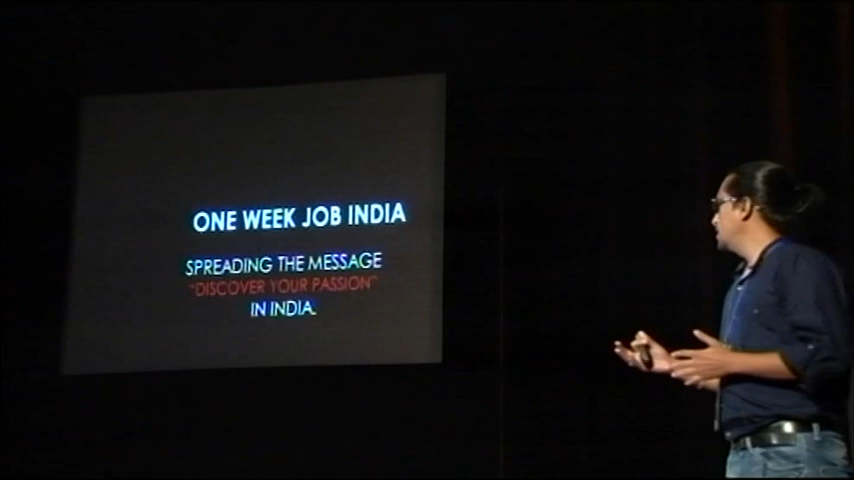 ONE WEEK JOB INDIA
SPREADING THE MESSAGE
"DISCOVER YOUR PASSION"
IN INDIA.